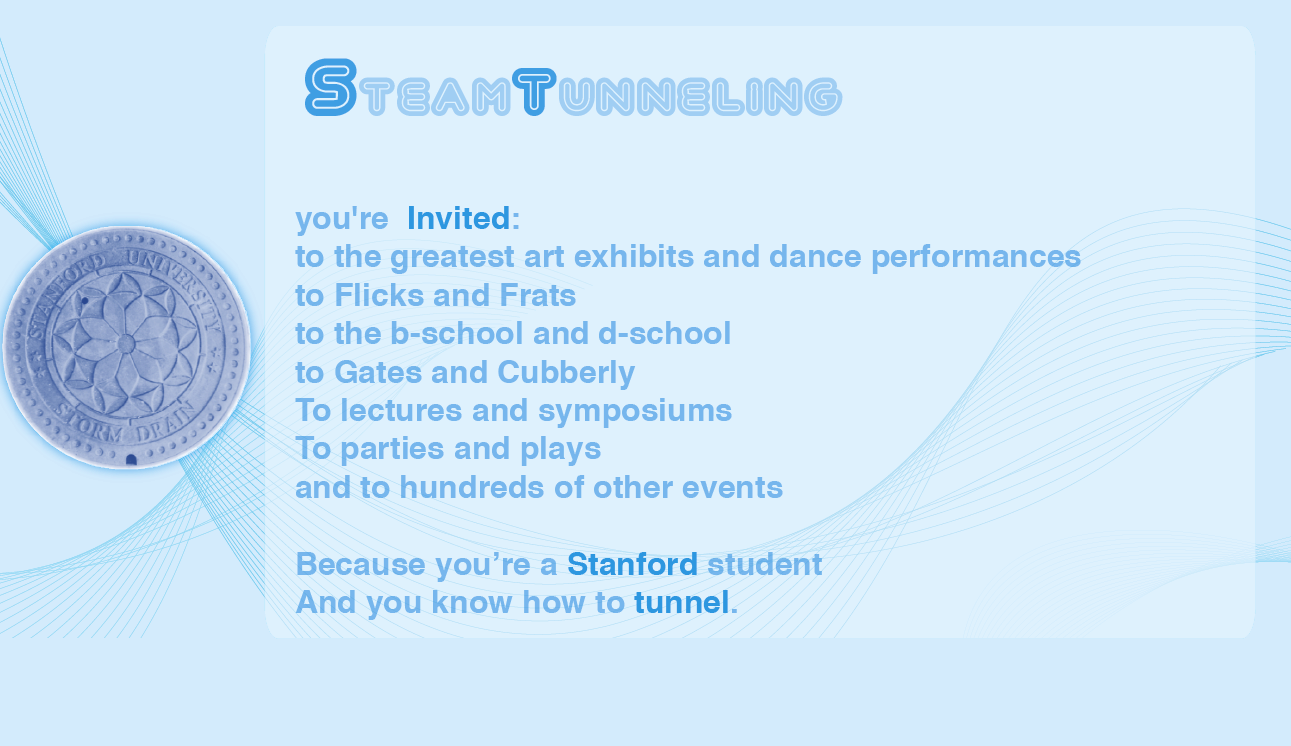 STEAMTUNNELING
you're Invited:
to the greatest art exhibits and dance performances
to Flicks and Frats
to the b-school and d-school
to Gates and Cubberly
To lectures and symposiums
To parties and plays
and to hundreds of other events
Because you’re a Stanford student
And you know how to tunnel.
STANFORD UNIVERSITY
STORM DRAIN